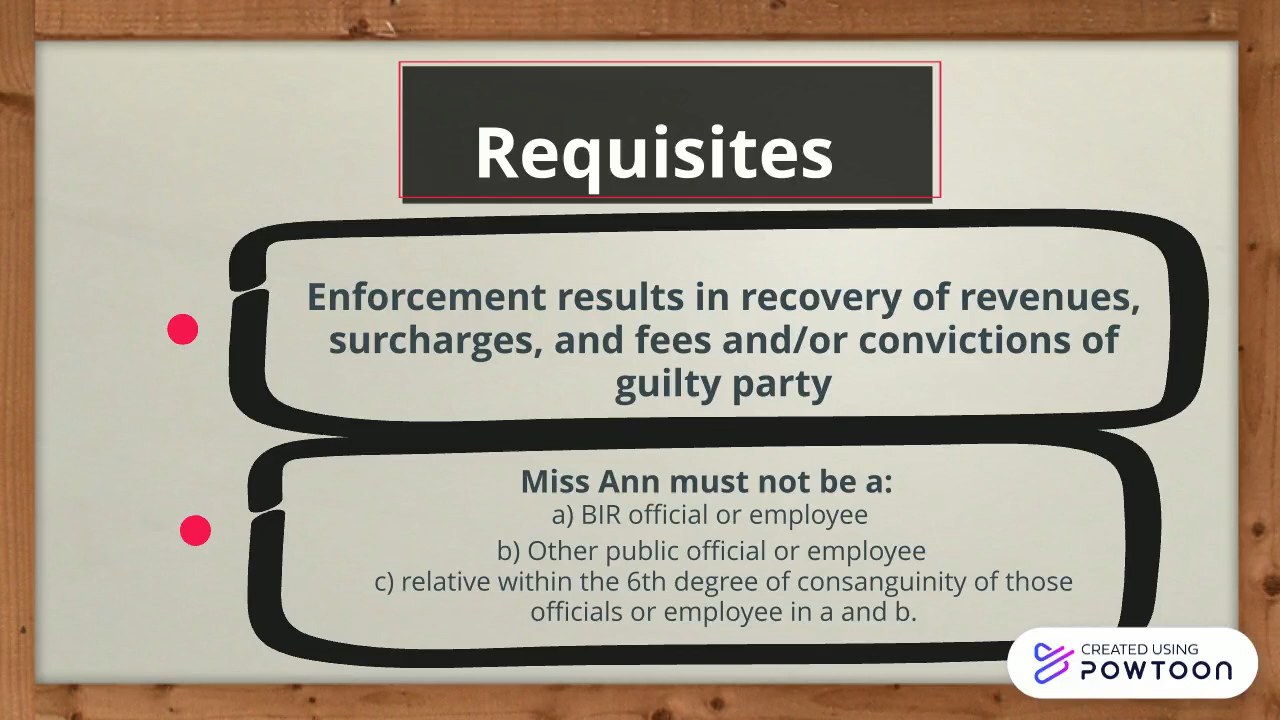 Requisites
Enforcement results in recovery of revenues,
surcharges, and fees and/or convictions of
guilty party
Miss Ann must not be a:
a) BIR official or employee
b) Other public official or employee
c) relative within the 6th degree of consanguinity of those
officials or employee in a and b.
CREATED USING
POWTOON